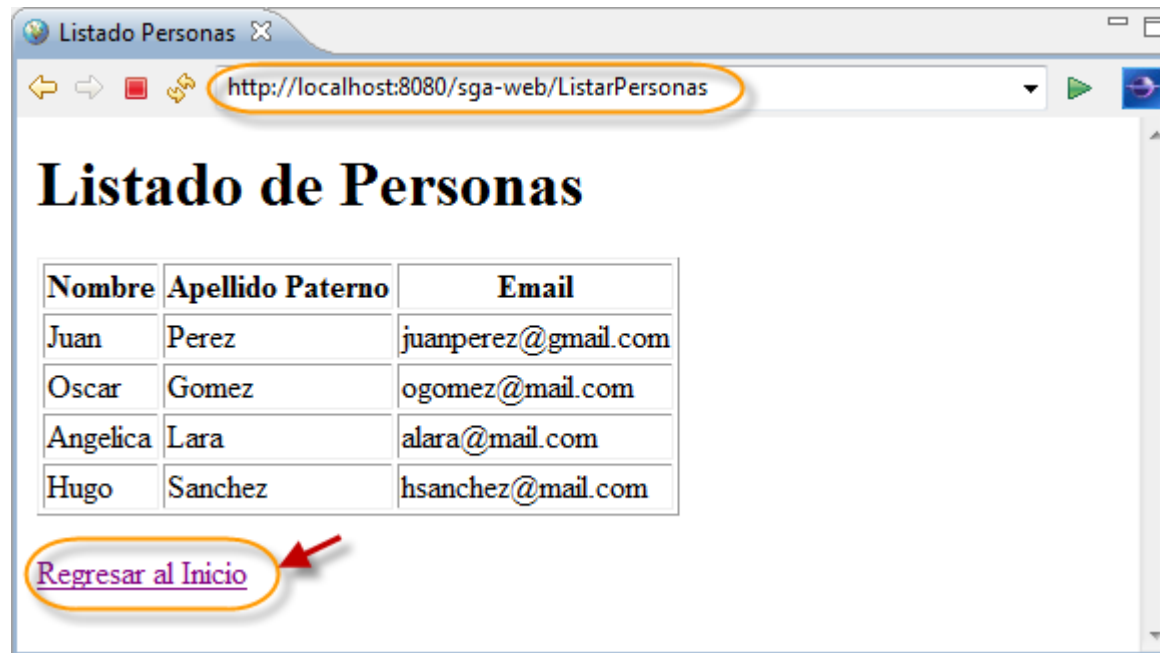 Listado Personas
http://localhost:8080/sga-web/ListarPersonas
Listado de Personas
Nombre Apellido Paterno Email
Juan Perez juanperez@gmail.com
Oscar Gomez ogomez@mail.com
Angelica Lara alara@mail.com
Hugo Sanchez hsanchez@mail.com
Regresar al Inicio